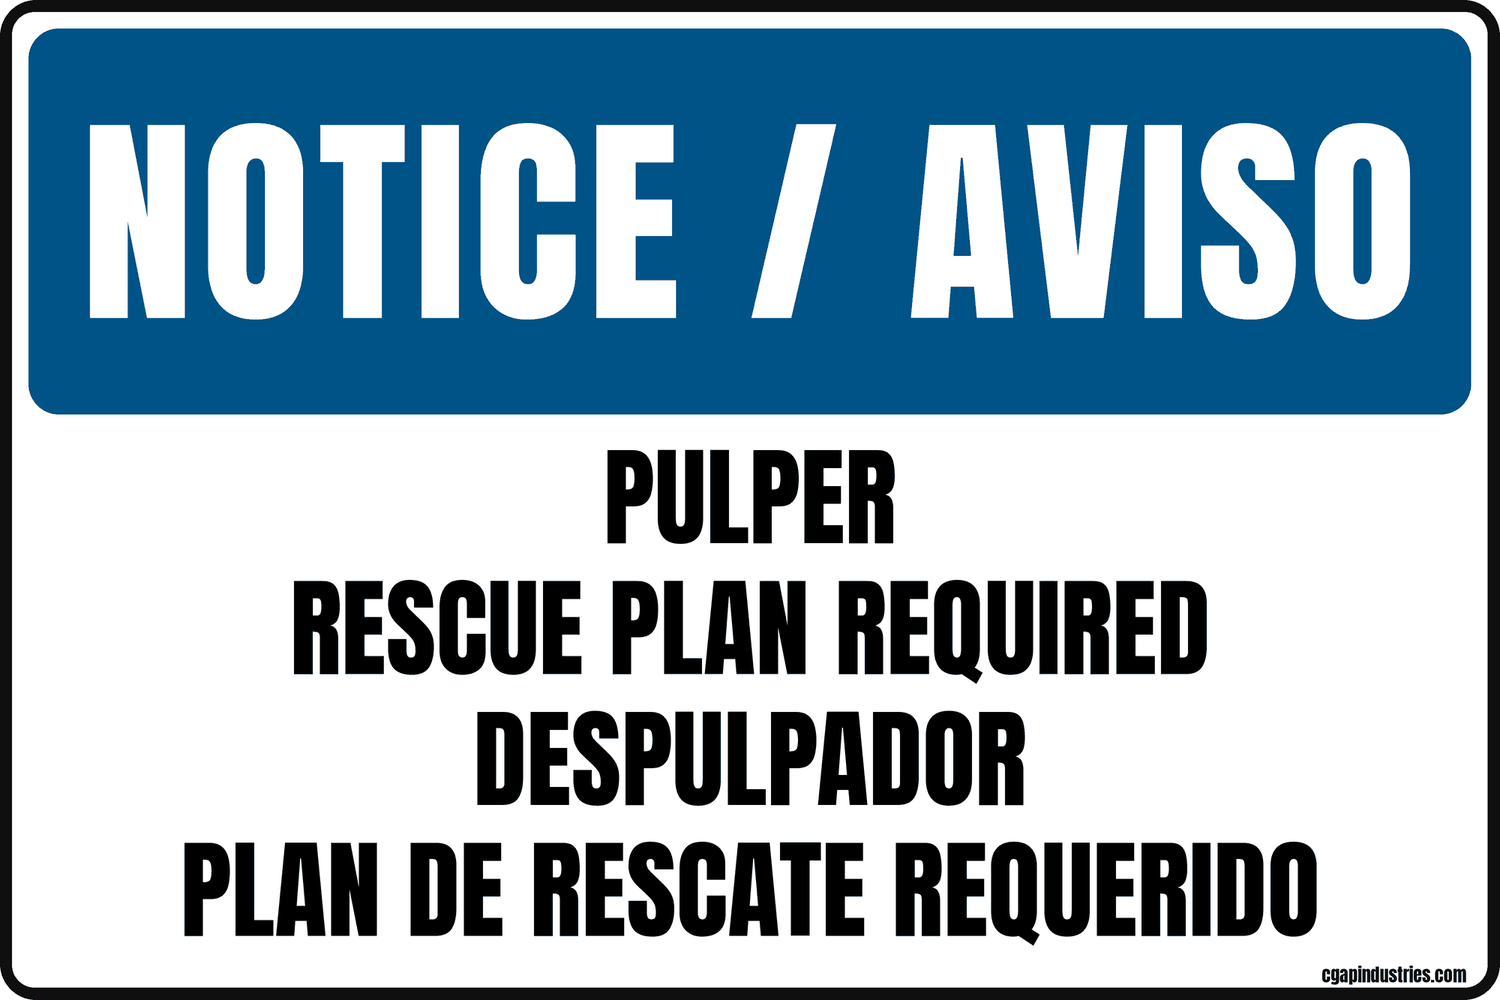 NOTICE / AVISO
PULPER
RESCUE PLAN REQUIRED
DESPULPADOR
PLAN DE RESCATE REQUERIDO
cgapindustries.com